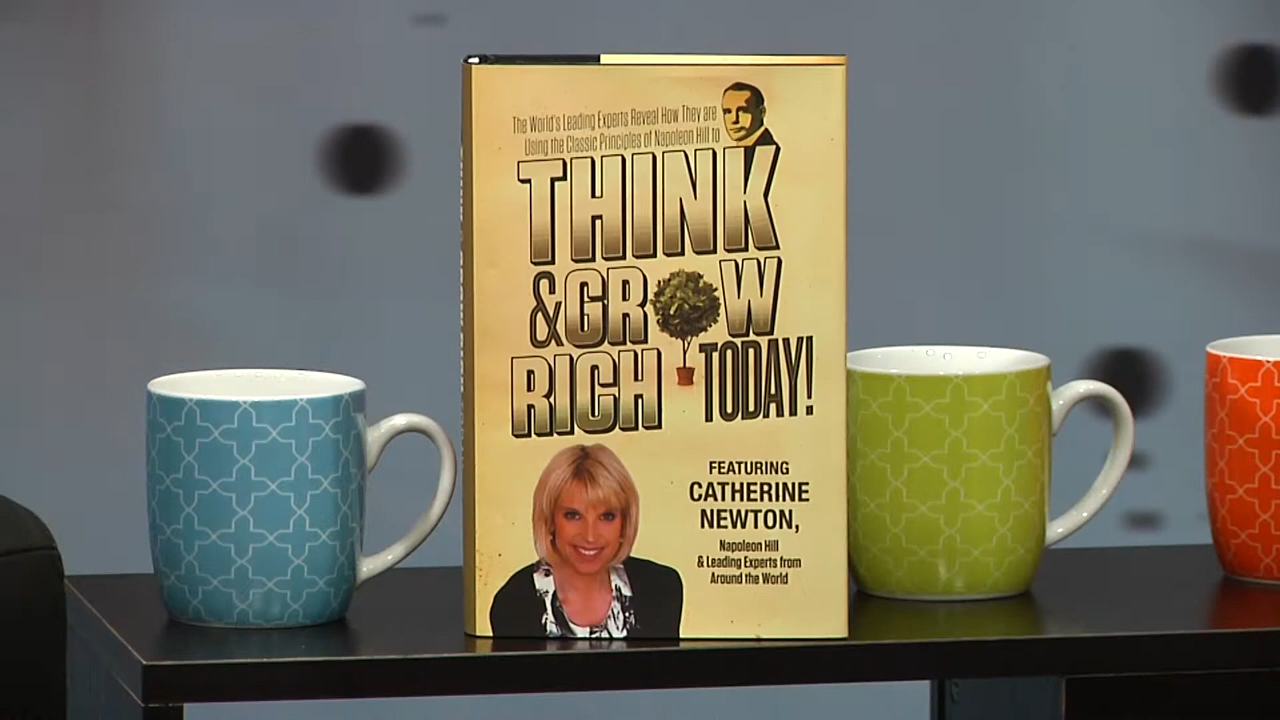 The World's Leading Experts Reveal How They are
Using the Classic Principles of Napoleon Hill to
THINK
& GROW
RICH TODAY!
FEATURING
CATHERINE
NEWTON,
Napoleon Hill
& Leading Experts from
Around the World